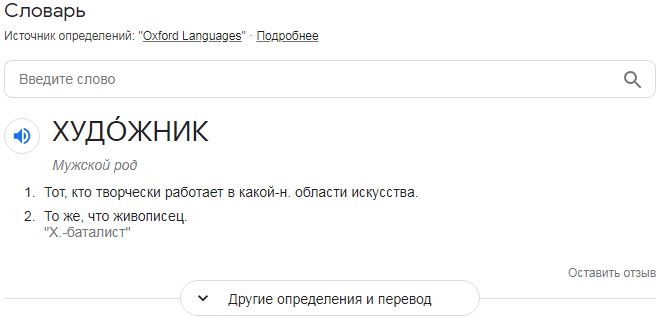 Словарь
Источник определений: "Oxford Languages" · Подробнее
Введите слово
ХУДО́ЖНИК
Мужской род
1. Тот, кто творчески работает в какой-н. области искусства.
2. То же, что живописец.
"Х.-баталист"
Оставить отзыв
Другие определения и перевод